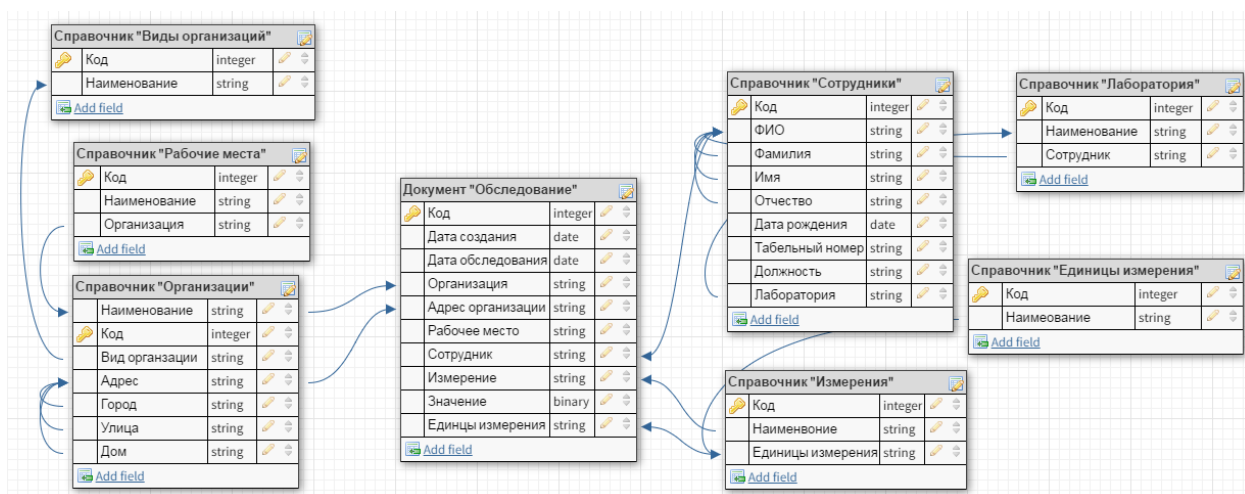 Справочник "Виды организаций"
Код integer
Наименование string
Add field
Справочник "Рабочие места"
Код integer
Наименование string
Организация string
Add field
Справочник "Организации"
Наименование string
Код integer
Вид органзации string
Адрес string
Город string
Улица string
Дом string
Add field
Документ "Обследование"
Код integer
Дата создания date
Дата обследования date
Организация string
Адрес организации string
Рабочее место string
Сотрудник string
Измерение string
Значение binary
Единцы измерения string
Add field
Справочник "Сотрудники"
Код integer
ФИО string
Фамилия string
Имя string
Отчество string
Дата рождения date
Табельный номер string
Должность string
Лаборатория string
Add field
Справочник "Лаборатория"
Код integer
Наименование string
Сотрудник string
Add field
Справочник "Единицы измерения"
Код integer
Наимеование string
Add field
Справочник "Измерения"
Код integer
Наименвоние string
Единицы измерения string
Add field